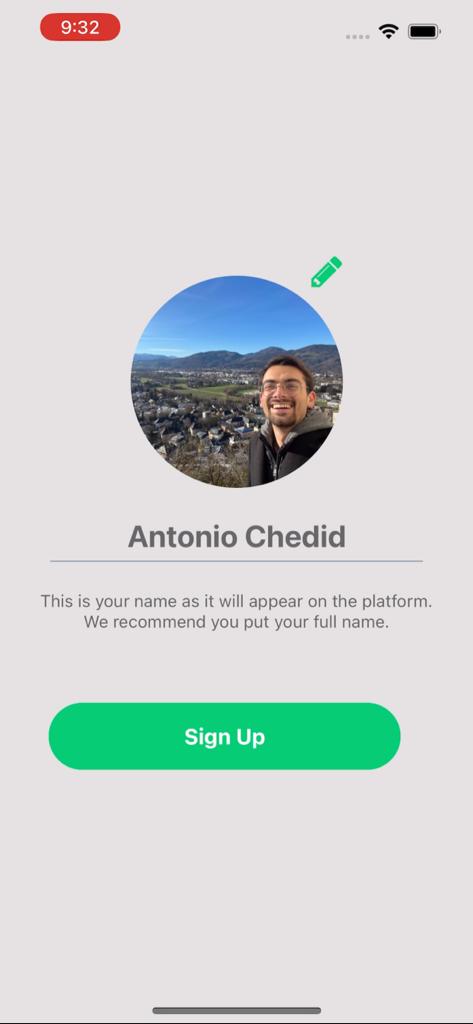 9:32
Antonio Chedid
This is your name as it will appear on the platform.
We recommend you put your full name.
Sign Up